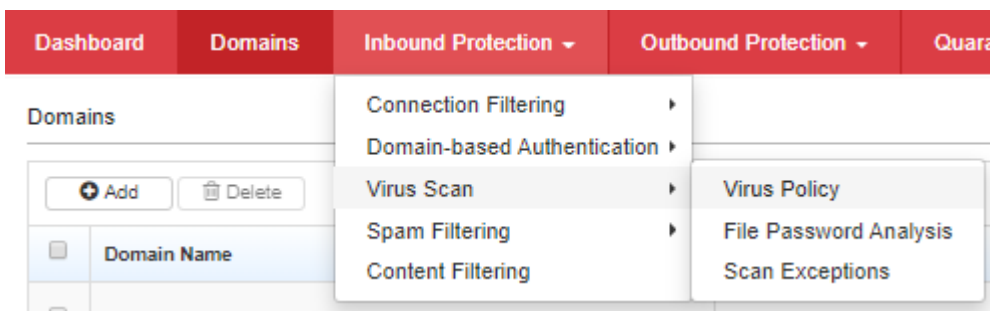 Dashboard Domains Inbound Protection Outbound Protection
Domains
Connection Filtering
Domain-based Authentication
Add Delete Virus Scan Virus Policy
Spam Filtering File Password Analysis
Domain Name
Content Filtering Scan Exceptions